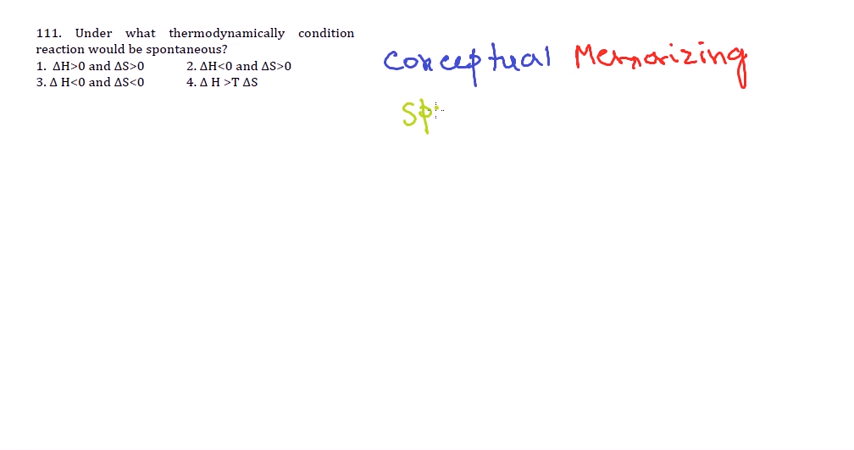 111. Under what thermodynamically condition
reaction would be spontaneous?
1. ΔH>0 and ΔS>0 2. ΔH<0 and ΔS>0
3. Δ H<0 and ΔS<0 4. Δ H >T ΔS
Conceptual Memorizing
Sp